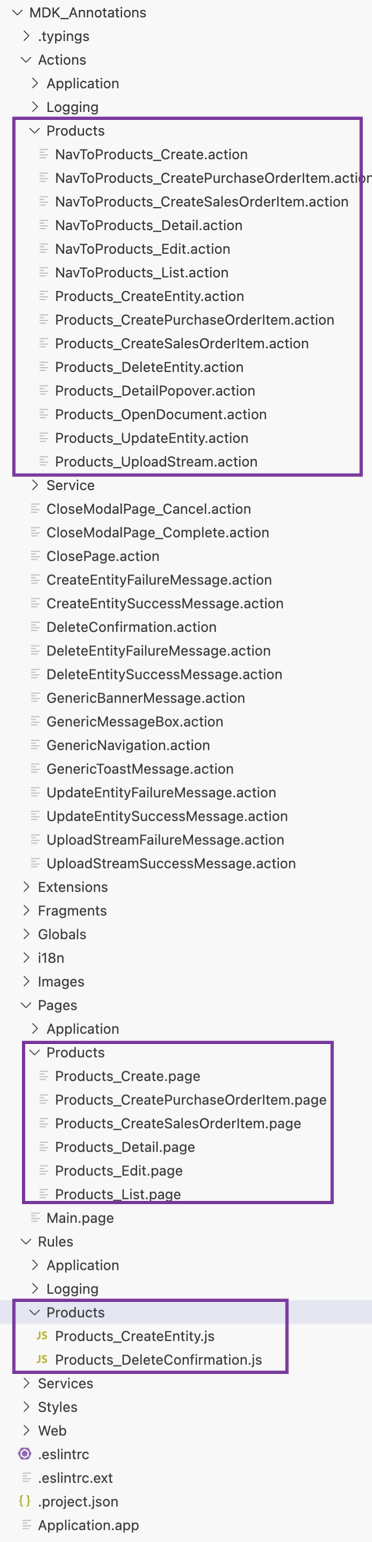 MDK_Annotations
.typings
Actions
Application
Logging
Products
NavToProducts_Create.action
NavToProducts_CreatePurchaseOrderItem.action
NavToProducts_CreateSalesOrderItem.action
NavToProducts_Detail.action
NavToProducts_Edit.action
NavToProducts_List.action
Products_CreateEntity.action
Products_CreatePurchaseOrderItem.action
Products_CreateSalesOrderItem.action
Products_DeleteEntity.action
Products_DetailPopover.action
Products_OpenDocument.action
Products_UpdateEntity.action
Products_UploadStream.action
Service
CloseModalPage_Cancel.action
CloseModalPage_Complete.action
ClosePage.action
CreateEntityFailureMessage.action
CreateEntitySuccessMessage.action
DeleteConfirmation.action
DeleteEntityFailureMessage.action
DeleteEntitySuccessMessage.action
GenericBannerMessage.action
GenericMessageBox.action
GenericNavigation.action
GenericToastMessage.action
UpdateEntityFailureMessage.action
UpdateEntitySuccessMessage.action
UploadStreamFailureMessage.action
UploadStreamSuccessMessage.action
Extensions
Fragments
Globals
i18n
Images
Pages
Application
Products
Products_Create.page
Products_CreatePurchaseOrderItem.page
Products_CreateSalesOrderItem.page
Products_Detail.page
Products_Edit.page
Products_List.page
Main.page
Rules
Application
Logging
Products
JS Products_CreateEntity.js
JS Products_DeleteConfirmation.js
Services
Styles
Web
.eslintrc
.eslintrc.ext
{ } .project.json
Application.app